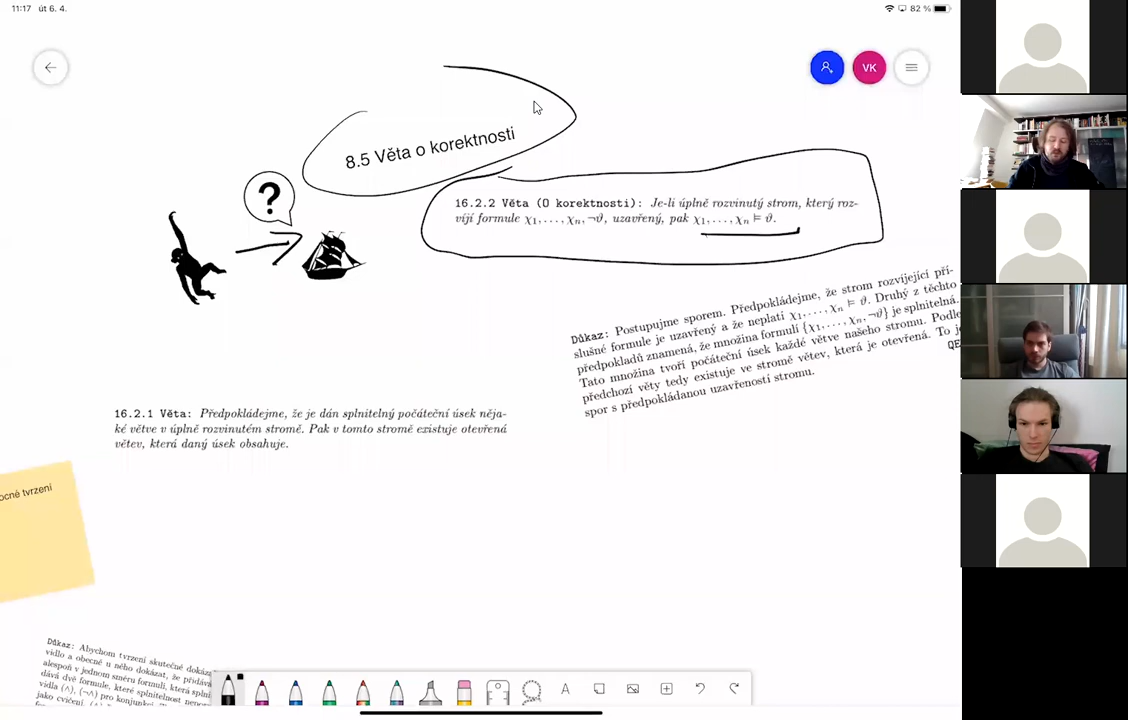 11:17 út 6. 4.
82 %
VK
8.5 Věta o korektnosti
?
16.2.2 Věta (O korektnosti): Je-li úplně rozvinutý strom, který roz-
víjí formule χ₁, . . . , χₙ, ¬ϑ, uzavřený, pak χ₁, . . . , χₙ ⊨ ϑ.
Důkaz: Postupujme sporem. Předpokládejme, že strom rozvíjející pří-
slušné formule je uzavřený a že neplatí χ₁, . . . , χₙ ⊨ ϑ. Druhý z těchto
předpokladů znamená, že množina formulí {χ₁, . . . , χₙ, ¬ϑ} je splnitelná.
Tato množina tvoří počáteční úsek každé větve našeho stromu. Podle
předchozí věty tedy existuje ve stromě větev, která je otevřená. To j
spor s předpokládanou uzavřeností stromu.
QE
16.2.1 Věta: Předpokládejme, že je dán splnitelný počáteční úsek něja-
ké větve v úplně rozvinutém stromě. Pak v tomto stromě existuje otevřená
větev, která daný úsek obsahuje.
ocné tvrzení
Důkaz: Abychom tvrzení skutečně dokáz
vidlo a obecně u něho dokázat, že přidáv
alespoň v jednom směru formuli, která splni
dává dvě formule, které splnitelnost
vidla (∧), (¬∧) pro
jako cvičení.
A